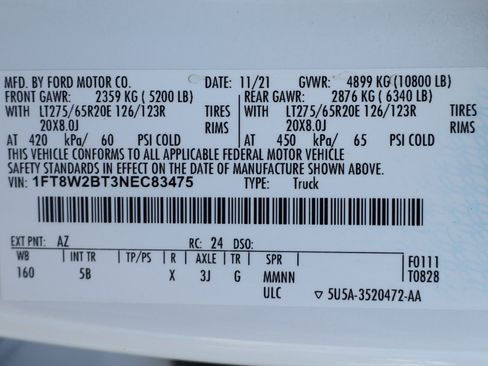 MFD. BY FORD MOTOR CO. DATE: 11/21 GVWR: 4899 KG (10800 LB)
FRONT GAWR: 2359 KG ( 5200 LB) REAR GAWR: 2876 KG ( 6340 LB)
WITH LT275/65R20E 126/123R TIRES WITH LT275/65R20E 126/123R TIRES
20X8.0J RIMS 20X8.0J RIMS
AT 420 kPa/ 60 PSI COLD AT 450 kPa/ 65 PSI COLD
THIS VEHICLE CONFORMS TO ALL APPLICABLE FEDERAL MOTOR VEHICLE
SAFETY STANDARDS IN EFFECT ON THE DATE OF MANUFACTURE SHOWN ABOVE.
VIN: 1FT8W2BT3NEC83475 TYPE: Truck
EXT PNT: AZ RC: 24 DSO:
WB INT TR TP/PS R AXLE TR SPR F0111
160 5B X 3J G MMNN T0828
ULC ▽ 5U5A-3520472-AA